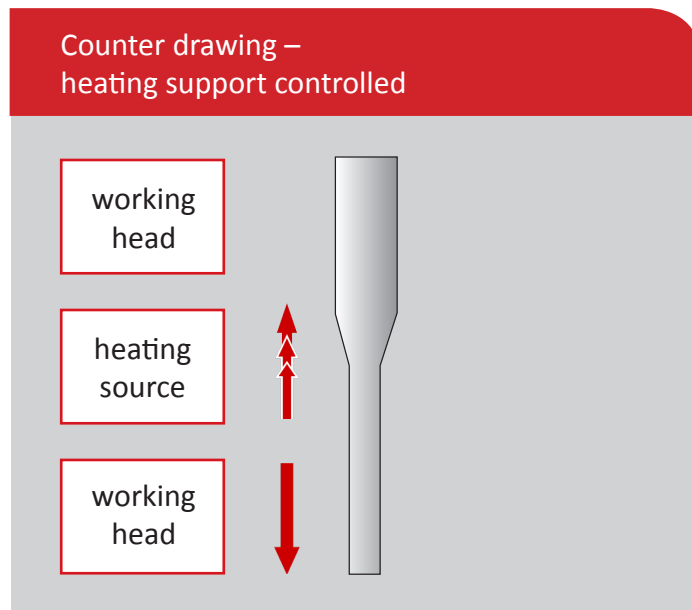 Counter drawing –
heating support controlled
working
head
heating
source
working
head